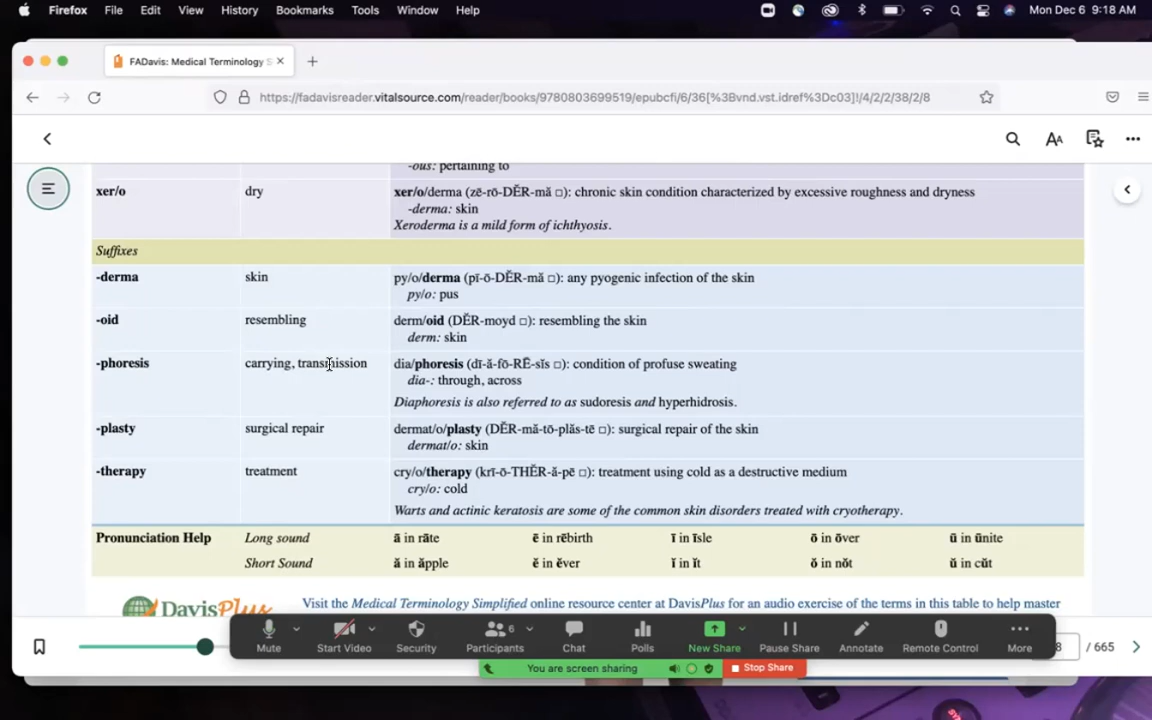 Firefox File Edit View History Bookmarks Tools Window Help Mon Dec 6 9:18 AM
FADavis: Medical Terminology S
https://fadavisreader.vitalsource.com/reader/books/9780803699519/epubcfi/6/36[%3Bvnd.vst.idref%3Dc03]!/4/2/2/38/2/8
AA
-ous: pertaining to
xer/o dry xer/o/derma (zē-rō-DĔR-mă □): chronic skin condition characterized by excessive roughness and dryness
-derma: skin
Xeroderma is a mild form of ichthyosis.
Suffixes
-derma skin py/o/derma (pī-ō-DĔR-mă □): any pyogenic infection of the skin
py/o: pus
-oid resembling derm/oid (DĔR-moyd □): resembling the skin
derm: skin
-phoresis carrying, transmission dia/phoresis (dī-ă-fō-RĒ-sĭs □): condition of profuse sweating
dia-: through, across
Diaphoresis is also referred to as sudoresis and hyperhidrosis.
-plasty surgical repair dermat/o/plasty (DĔR-mă-tō-plăs-tē □): surgical repair of the skin
dermat/o: skin
-therapy treatment cry/o/therapy (krī-ō-THĔR-ă-pē □): treatment using cold as a destructive medium
cry/o: cold
Warts and actinic keratosis are some of the common skin disorders treated with cryotherapy.
Pronunciation Help Long sound ā in rāte ē in rēbirth ī in īsle ō in ōver ū in ūnite
Short Sound ă in ăpple ĕ in ĕver ĭ in ĭt ŏ in nŏt ŭ in cŭt
DavisPlus Visit the Medical Terminology Simplified online resource center at DavisPlus for an audio exercise of the terms in this table to help master
6
Mute Start Video Security Participants Chat Polls New Share Pause Share Annotate Remote Control More 8 / 665
You are screen sharing Stop Share